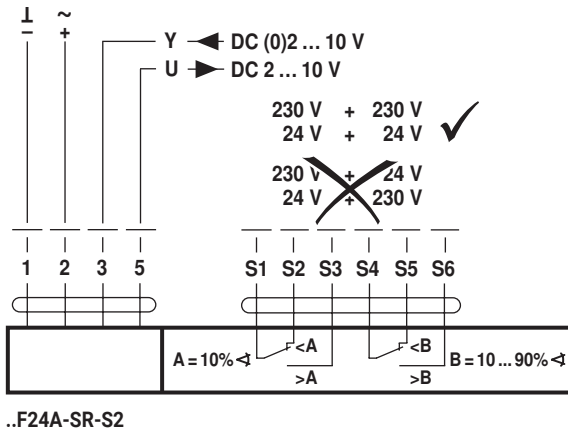 ⊥ ~
− +
Y ◄ DC (0)2 ... 10 V
U ► DC 2 ... 10 V
230 V + 230 V
24 V + 24 V ✓
230 V + 24 V
24 V + 230 V
1 2 3 5 S1 S2 S3 S4 S5 S6
A = 10% ∢ <A <B B = 10 ... 90% ∢
>A >B
..F24A-SR-S2